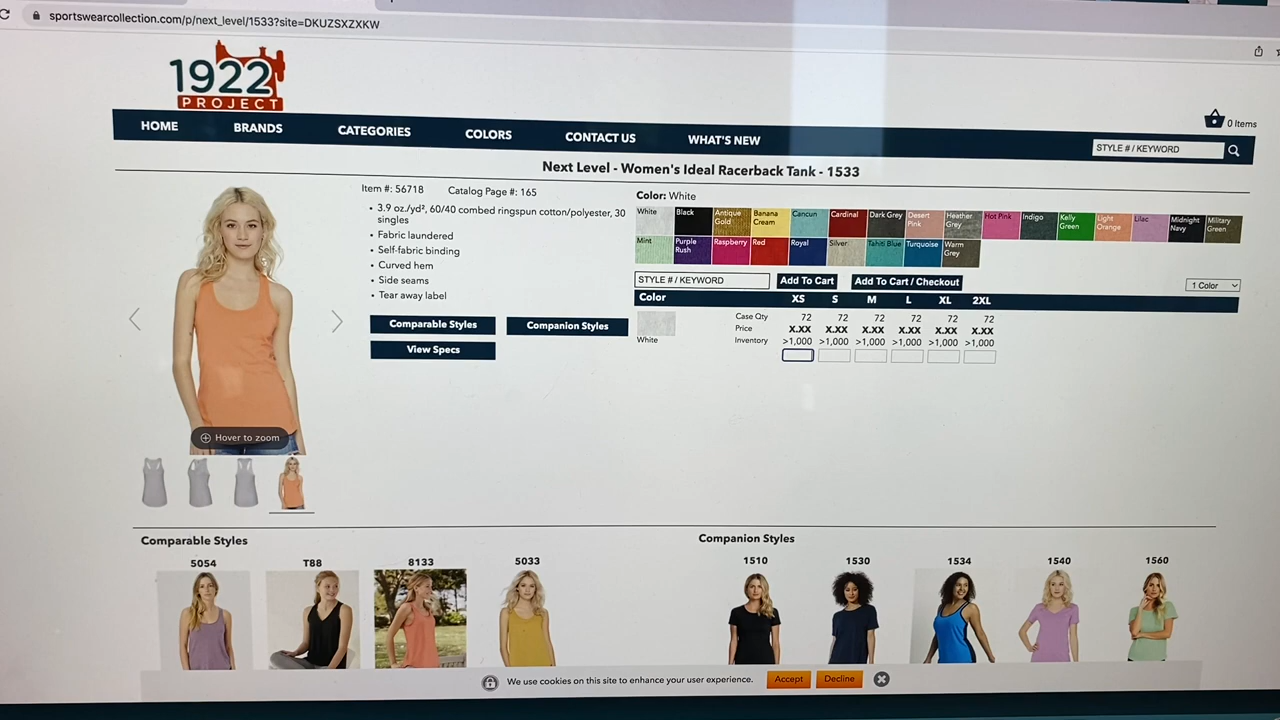 sportswearcollection.com/p/next_level/1533?site=DKUZSXZXKW
1922
PROJECT
0 Items
HOME BRANDS CATEGORIES COLORS CONTACT US WHAT'S NEW
STYLE # / KEYWORD
Next Level - Women's Ideal Racerback Tank - 1533
Item #: 56718 Catalog Page #: 165
• 3.9 oz./yd², 60/40 combed ringspun cotton/polyester, 30
singles
• Fabric laundered
• Self-fabric binding
• Curved hem
• Side seams
• Tear away label
Comparable Styles Companion Styles
View Specs
Hover to zoom
Color: White
White Black Antique Gold Banana Cream Cancun Cardinal Dark Grey Desert Pink Heather Grey Hot Pink Indigo Kelly Green Light Orange Lilac Midnight Navy Military Green
Mint Purple Rush Raspberry Red Royal Silver Tahiti Blue Turquoise Warm Grey
STYLE # / KEYWORD Add To Cart Add To Cart / Checkout 1 Color
Color XS S M L XL 2XL
Case Qty 72 72 72 72 72 72
Price X.XX X.XX X.XX X.XX X.XX X.XX
White Inventory >1,000 >1,000 >1,000 >1,000 >1,000 >1,000
Comparable Styles
5054 T88 8133 5033
Companion Styles
1510 1530 1534 1540 1560
We use cookies on this site to enhance your user experience. Accept Decline